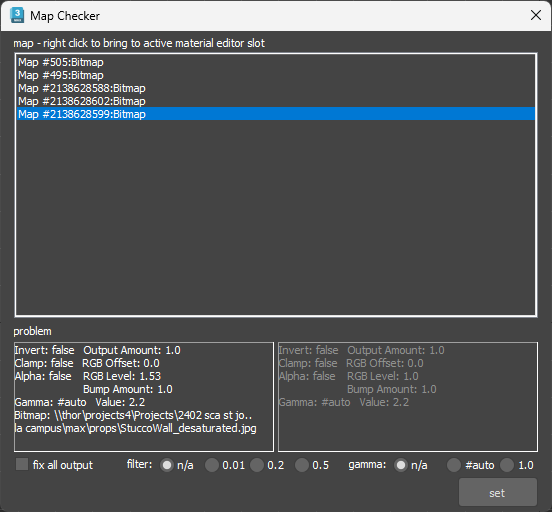 3 Map Checker
map - right click to bring to active material editor slot
Map #505:Bitmap
Map #495:Bitmap
Map #2138628588:Bitmap
Map #2138628602:Bitmap
Map #2138628599:Bitmap
problem
Invert: false Output Amount: 1.0
Clamp: false RGB Offset: 0.0
Alpha: false RGB Level: 1.53
Bump Amount: 1.0
Gamma: #auto Value: 2.2
Bitmap: \\thor\projects4\Projects\2402 sca st jo..
la campus\max\props\StuccoWall_desaturated.jpg
Invert: false Output Amount: 1.0
Clamp: false RGB Offset: 0.0
Alpha: false RGB Level: 1.0
Bump Amount: 1.0
Gamma: #auto Value: 2.2
fix all output filter: n/a 0.01 0.2 0.5 gamma: n/a #auto 1.0
set